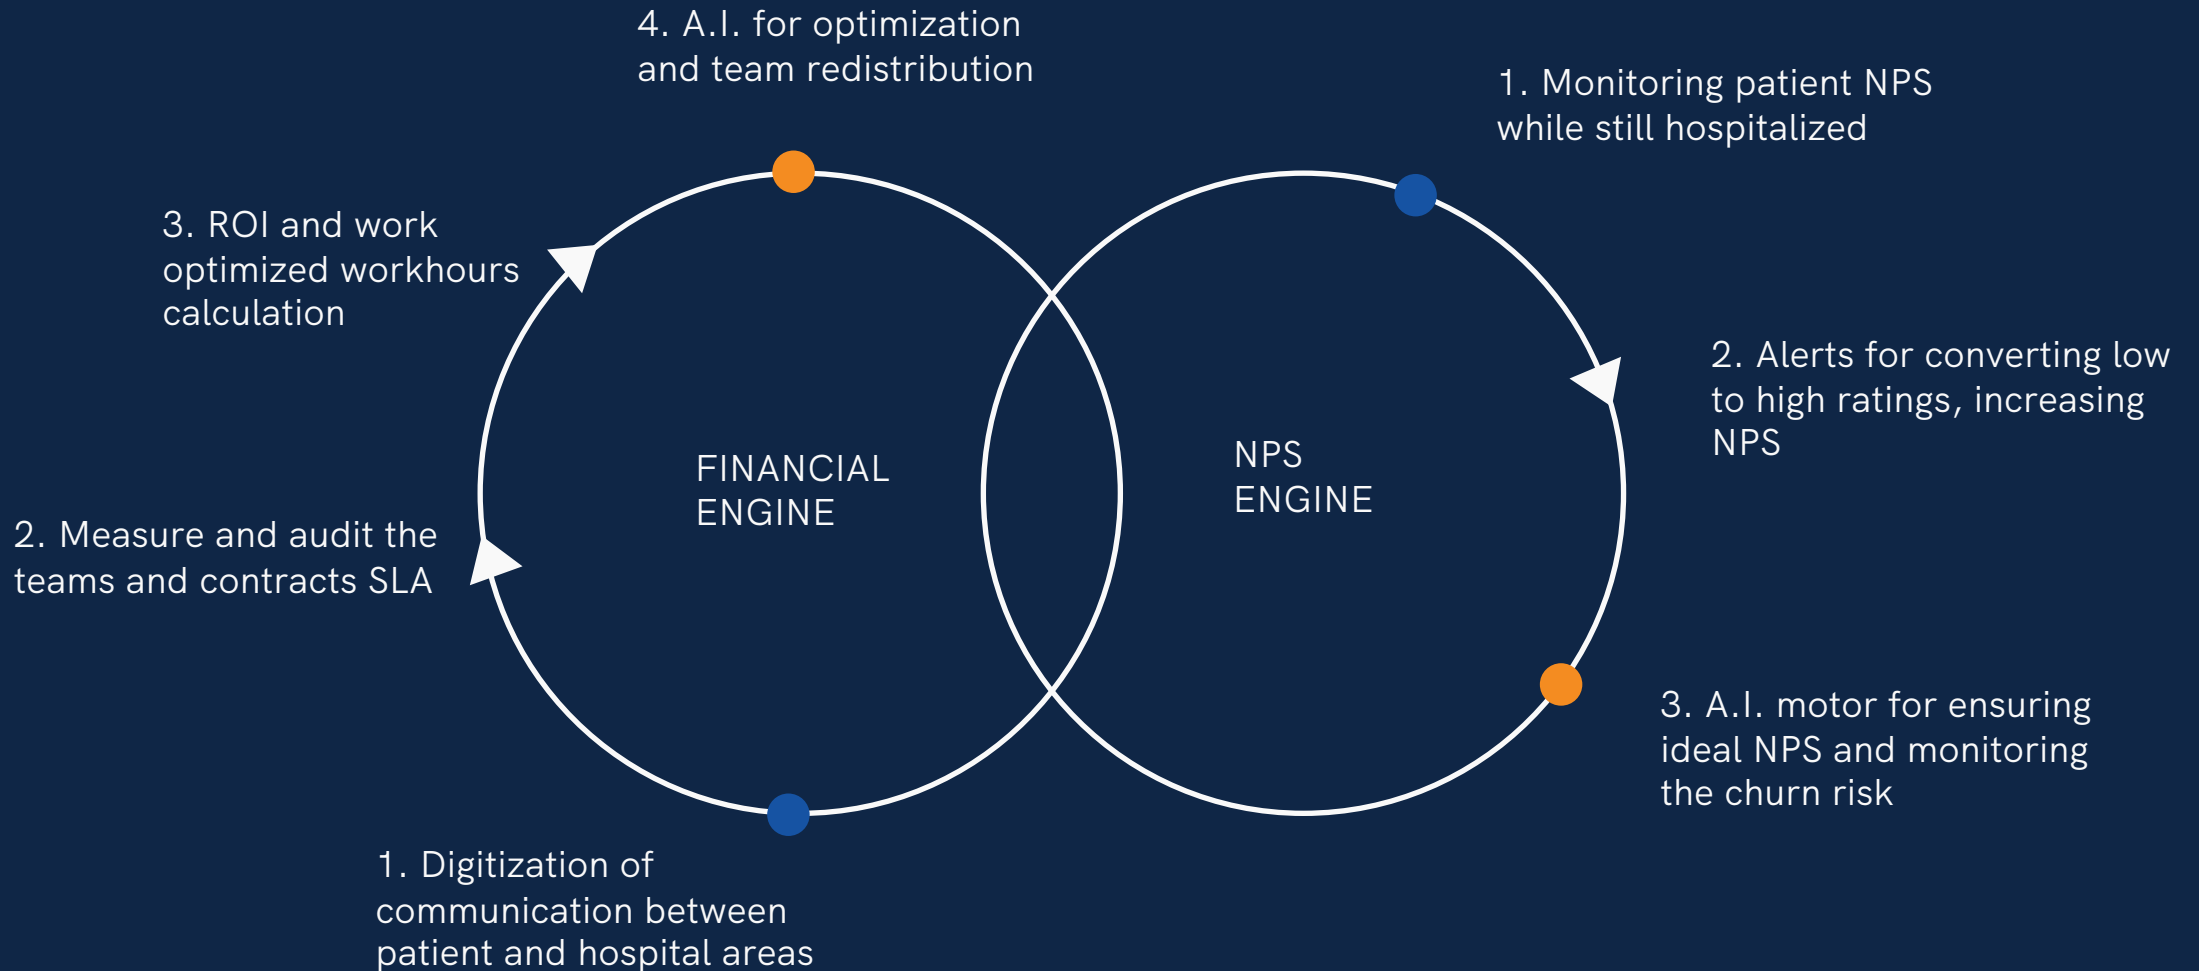 4. A.I. for optimization
and team redistribution
1. Monitoring patient NPS
while still hospitalized
3. ROI and work
optimized workhours
calculation
2. Alerts for converting low
to high ratings, increasing
NPS
FINANCIAL
ENGINE
NPS
ENGINE
2. Measure and audit the
teams and contracts SLA
3. A.I. motor for ensuring
ideal NPS and monitoring
the churn risk
1. Digitization of
communication between
patient and hospital areas